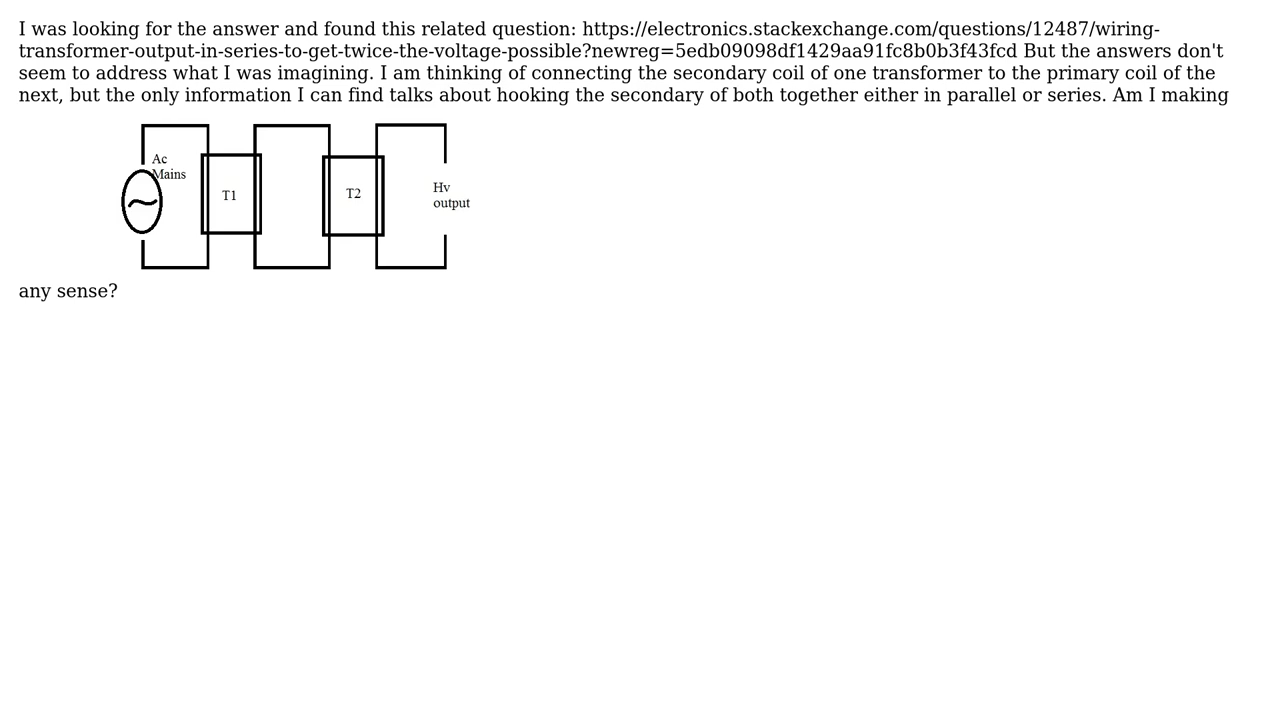 I was looking for the answer and found this related question: https://electronics.stackexchange.com/questions/12487/wiring-
transformer-output-in-series-to-get-twice-the-voltage-possible?newreg=5edb09098df1429aa91fc8b0b3f43fcd But the answers don't
seem to address what I was imagining. I am thinking of connecting the secondary coil of one transformer to the primary coil of the
next, but the only information I can find talks about hooking the secondary of both together either in parallel or series. Am I making
Ac
Mains
T1
T2
Hv
output
any sense?